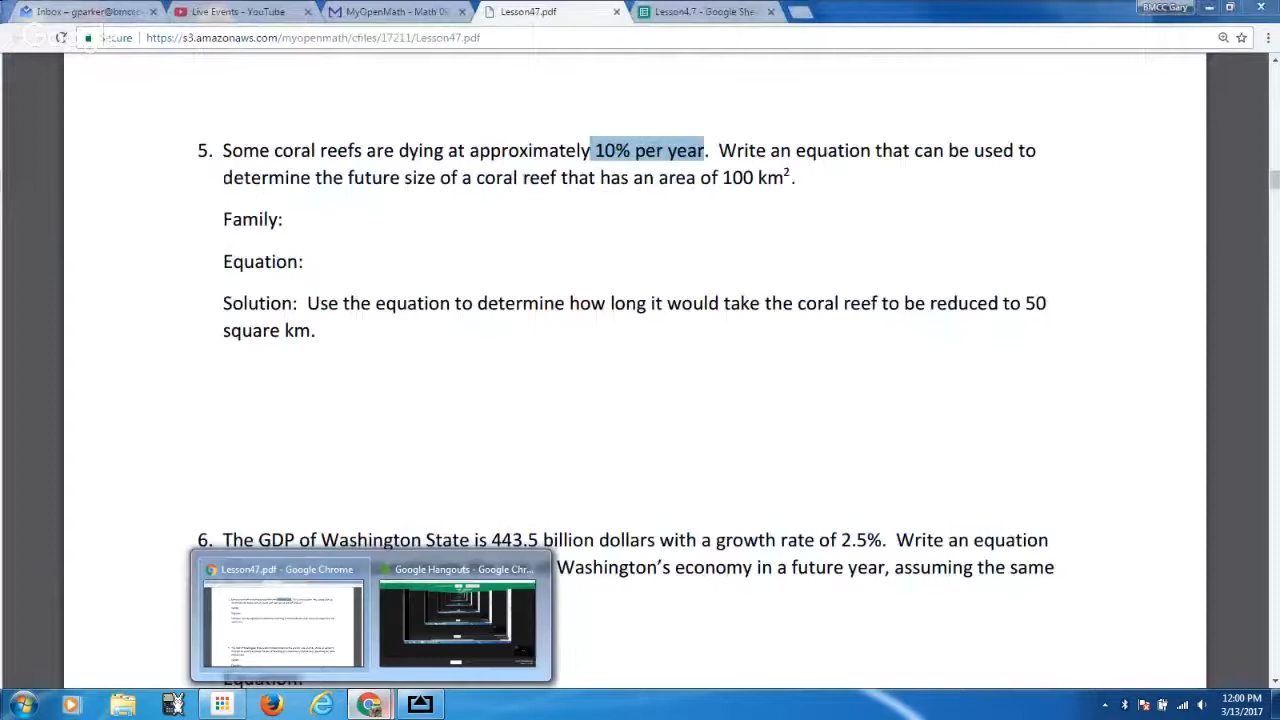 Inbox – gparker@bmcc
Live Events - YouTube
MyOpenMath - Math 0
Lesson47.pdf
Lesson4.7 - Google She
BMCC Gary
https://s3.amazonaws.com/myopenmath/cfiles/17211/Lesson47.pdf
5. Some coral reefs are dying at approximately 10% per year. Write an equation that can be used to
determine the future size of a coral reef that has an area of 100 km².
Family:
Equation:
Solution: Use the equation to determine how long it would take the coral reef to be reduced to 50
square km.
6. The GDP of Washington State is 443.5 billion dollars with a growth rate of 2.5%. Write an equation
Washington's economy in a future year, assuming the same
Lesson47.pdf - Google Chrome
Google Hangouts - Google Chr...
Equation:
12:00 PM
3/13/2017